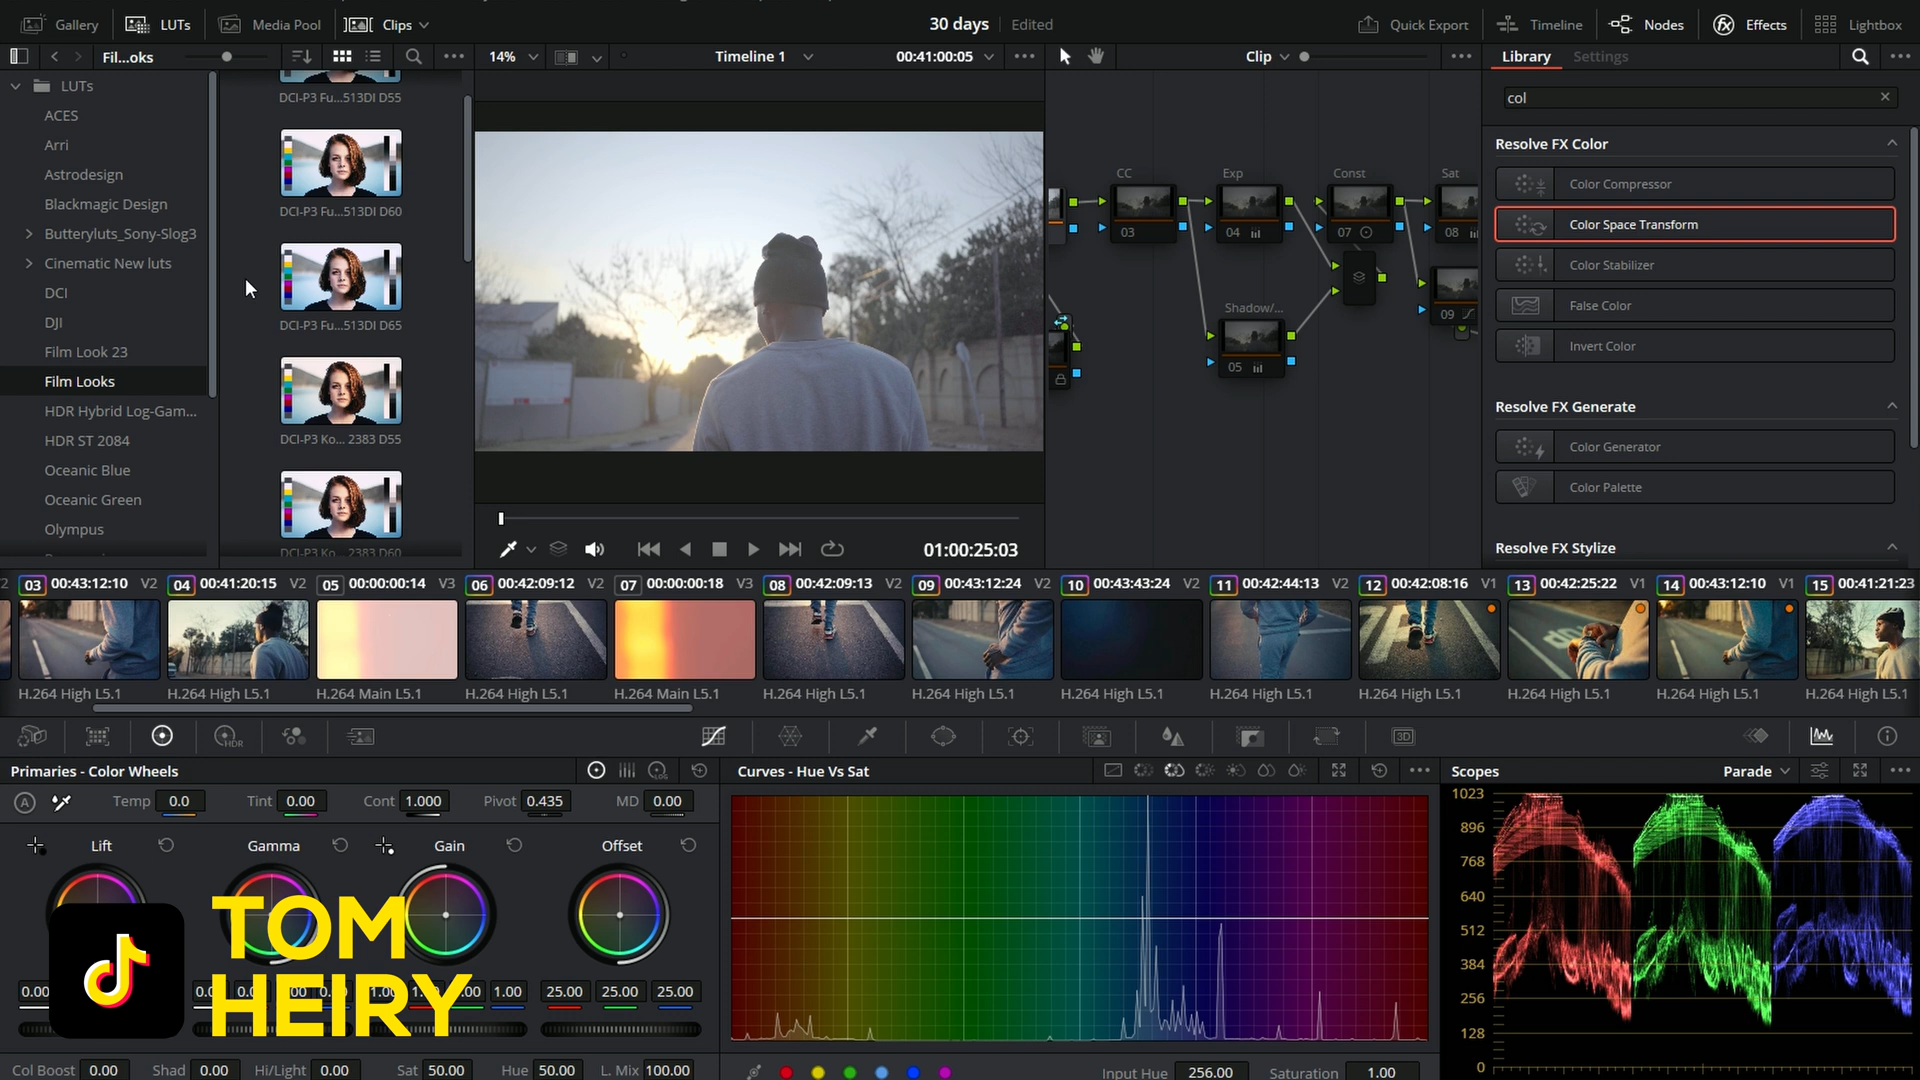 Gallery
LUTs
Media Pool
Clips
30 days
Edited
Quick Export
Timeline
Nodes
Effects
Lightbox
Fil...oks
14%
Timeline 1
00:41:00:05
Clip
Library
Settings
col
LUTs
ACES
Arri
Astrodesign
Blackmagic Design
Butteryluts_Sony-Slog3
Cinematic New luts
DCI
DJI
Film Look 23
Film Looks
HDR Hybrid Log-Gam...
HDR ST 2084
Oceanic Blue
Oceanic Green
Olympus
DCI-P3 Fu...513DI D55
DCI-P3 Fu...513DI D60
DCI-P3 Fu...513DI D65
DCI-P3 Ko... 2383 D55
DCI-P3 Ko... 2383 D60
01:00:25:03
CC
Exp
Const
Sat
03
04
07
08
Shadow/...
05
09
Resolve FX Color
Color Compressor
Color Space Transform
Color Stabilizer
False Color
Invert Color
Resolve FX Generate
Color Generator
Color Palette
Resolve FX Stylize
03 00:43:12:10 V2
04 00:41:20:15 V2
05 00:00:00:14 V3
06 00:42:09:12 V2
07 00:00:00:18 V3
08 00:42:09:13 V2
09 00:43:12:24 V2
10 00:43:43:24 V2
11 00:42:44:13 V2
12 00:42:08:16 V1
13 00:42:25:22 V1
14 00:43:12:10 V1
15 00:41:21:23
H.264 High L5.1
H.264 High L5.1
H.264 Main L5.1
H.264 High L5.1
H.264 Main L5.1
H.264 High L5.1
H.264 High L5.1
H.264 High L5.1
H.264 High L5.1
H.264 High L5.1
H.264 High L5.1
H.264 High L5.1
H.264 High L5.1
HDR
3D
Primaries - Color Wheels
LOG
A
Temp 0.0
Tint 0.00
Cont 1.000
Pivot 0.435
MD 0.00
Lift
Gamma
Gain
Offset
TOM
HEIRY
0.00
1.00
25.00 25.00 25.00
Col Boost 0.00
Shad 0.00
Hi/Light 0.00
Sat 50.00
Hue 50.00
L. Mix 100.00
Curves - Hue Vs Sat
Input Hue 256.00
Saturation 1.00
Scopes
Parade
1023
896
768
640
512
384
256
128
0